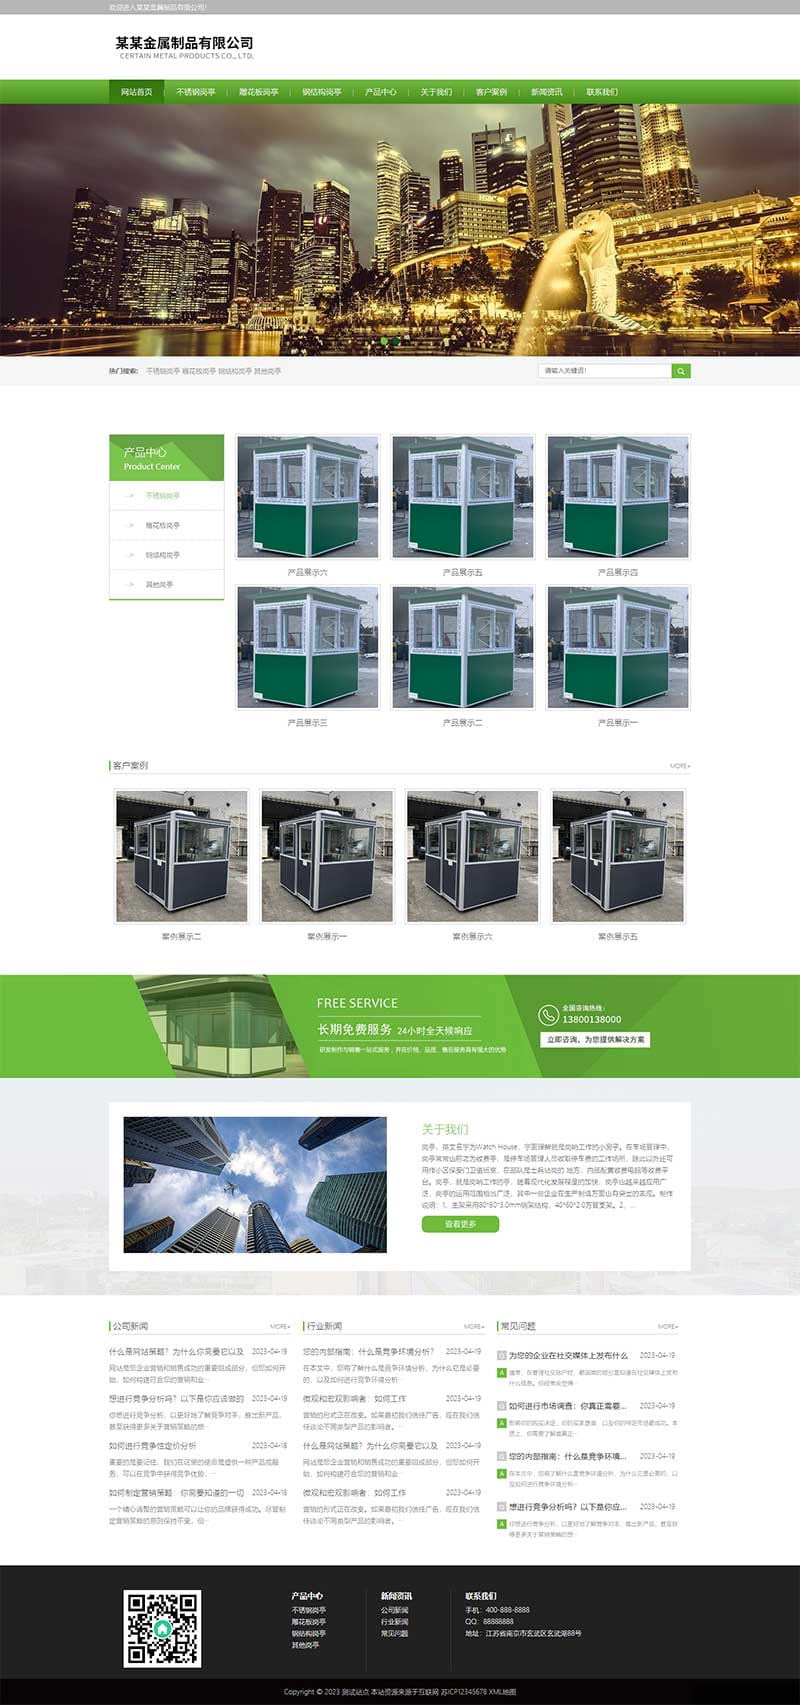 欢迎进入某某金属制品有限公司!
某某金属制品有限公司
CERTAIN METAL PRODUCTS CO., LTD.
网站首页 不锈钢岗亭 雕花板岗亭 钢结构岗亭 产品中心 关于我们 客户案例 新闻资讯 联系我们
HSBC
热门搜索: 不锈钢岗亭 雕花板岗亭 钢结构岗亭 其他岗亭
请输入关键词!
产品中心
Product Center
--> 不锈钢岗亭
--> 雕花板岗亭
--> 钢结构岗亭
--> 其他岗亭
产品展示六 产品展示五 产品展示四
产品展示三 产品展示二 产品展示一
客户案例 MORE+
案例展示二 案例展示一 案例展示六 案例展示五
FREE SERVICE
长期免费服务 24小时全天候响应
研发制作与销售一站式服务，并在价格、品质、售后服务具有强大的优势
全国咨询热线:
13800138000
立即咨询，为您提供解决方案
关于我们
岗亭，英文名字为Watch House，字面理解就是岗哨工作的小房子。在车场管理中，
岗亭常常也称之为收费亭，是停车场管理人员收取停车费的工作场所，除此以外还可
用作小区保安门卫值班室，在部队是士兵站岗的 地方，内部配置收费电脑等收费平
台。岗亭，就是岗哨工作的亭，随着现代化发展程度的加快，岗亭也越来越应用广
泛，岗亭的运用范围相当广泛，其中一些企业在生产制造方面也有突出的表现。制作
说明：1、主架采用80*80*3.0mm钢架结构，40*60*2.0方管支架。2、...
查看更多
公司新闻 MORE+
什么是网站策略？为什么你需要它以及 2023-04-19
网站是您企业营销和销售成功的重要组成部分，但您如何开
始，如何构建符合您的营销和业···
想进行竞争分析吗？以下是你应该做的 2023-04-19
你想进行竞争分析，以更好地了解竞争对手，推出新产品，
甚至获得更多关于营销策略的想···
如何进行竞争性定价分析 2023-04-18
重要的是要记住，我们在这里的使命是提供一种产品或服
务，可以在竞争中获得竞争优势，···
如何制定营销策略：你需要知道的一切 2023-04-18
一个精心调整的营销策略可以让你的品牌获得成功。尽管制
定营销策略的原则保持不变，但···
行业新闻 MORE+
您的内部指南：什么是竞争环境分析？ 2023-04-19
在本文中，您将了解什么是竞争环境分析，为什么它是必要
的，以及如何进行竞争环境分析···
微观和宏观影响者：如何工作 2023-04-19
营销的形式正在改变。如果最初我们信任广告，现在我们信
任谈论不同类型产品的影响者。···
什么是网站策略？为什么你需要它以及 2023-04-19
网站是您企业营销和销售成功的重要组成部分，但您如何开
始，如何构建符合您的营销和业···
微观和宏观影响者：如何工作 2023-04-19
营销的形式正在改变。如果最初我们信任广告，现在我们信
任谈论不同类型产品的影响者。···
常见问题 MORE+
Q 为您的企业在社交媒体上发布什么 2023-04-19
A 通常，在管理社交账户时，最困难的部分是知道在社交媒体上发布
什么信息。你经常会觉得···
Q 如何进行市场调查：你真正需要... 2023-04-19
A 影响你的购买决定，你的买家是谁，以及你的特定市场最成功。本
质上，你需要了解谁真正···
Q 您的内部指南：什么是竞争环境... 2023-04-19
A 在本文中，您将了解什么是竞争环境分析，为什么它是必要的，以
及如何进行竞争环境分析···
Q 想进行竞争分析吗？以下是你应... 2023-04-19
A 你想进行竞争分析，以更好地了解竞争对手，推出新产品，甚至获
得更多关于营销策略的想···
产品中心
不锈钢岗亭
雕花板岗亭
钢结构岗亭
其他岗亭
新闻资讯
公司新闻
行业新闻
常见问题
联系我们
手机：400-888-8888
QQ：88888888
地址：江苏省南京市玄武区玄武湖88号
Copyright © 2023 测试站点 本站资源来源于互联网 苏ICP12345678 XML地图